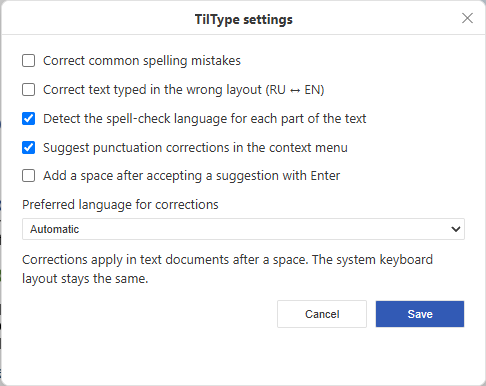 TilType settings
Correct common spelling mistakes
Correct text typed in the wrong layout (RU ↔ EN)
Detect the spell-check language for each part of the text
Suggest punctuation corrections in the context menu
Add a space after accepting a suggestion with Enter
Preferred language for corrections
Automatic
Corrections apply in text documents after a space. The system keyboard
layout stays the same.
Cancel
Save